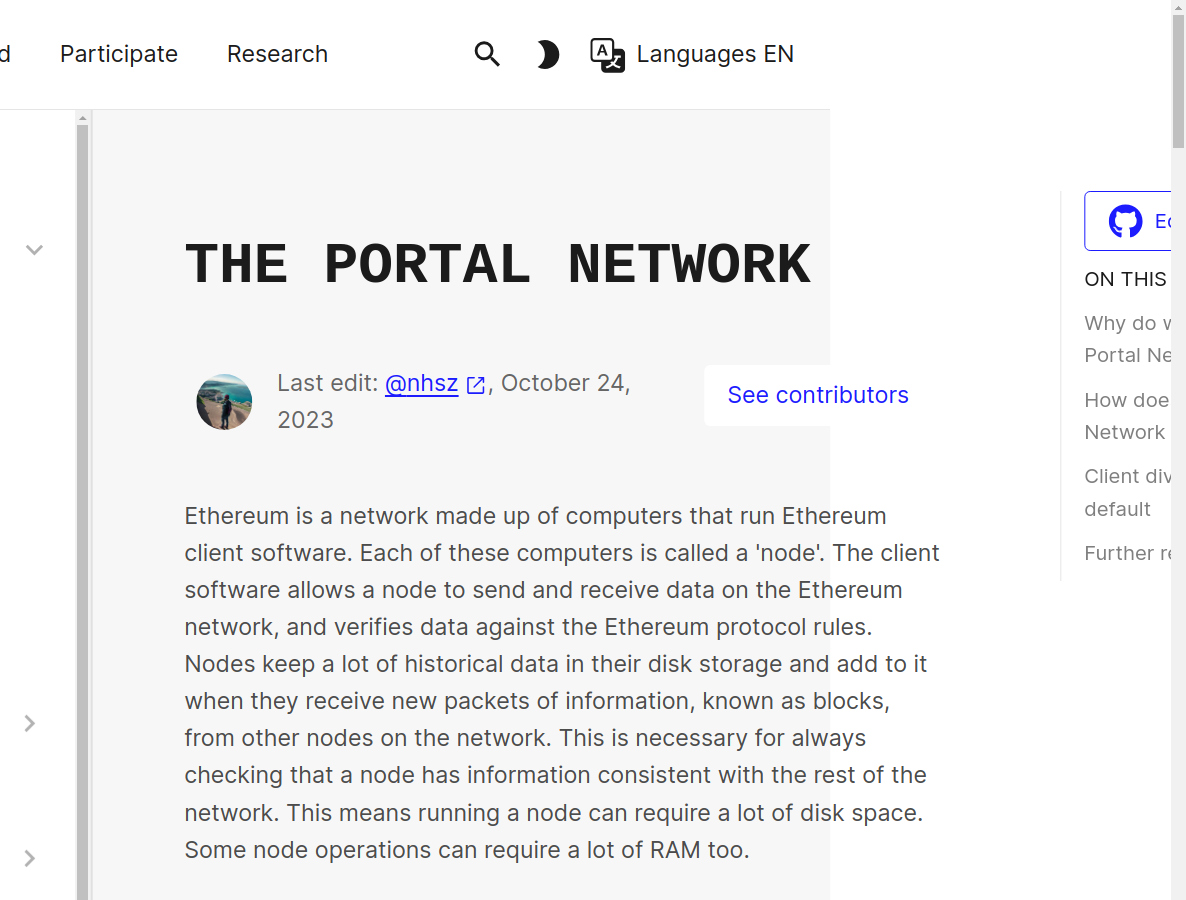 Participate Research Languages EN
THE PORTAL NETWORK
Last edit: @nhsz, October 24,
2023
See contributors
Ethereum is a network made up of computers that run Ethereum
client software. Each of these computers is called a 'node'. The client
software allows a node to send and receive data on the Ethereum
network, and verifies data against the Ethereum protocol rules.
Nodes keep a lot of historical data in their disk storage and add to it
when they receive new packets of information, known as blocks,
from other nodes on the network. This is necessary for always
checking that a node has information consistent with the rest of the
network. This means running a node can require a lot of disk space.
Some node operations can require a lot of RAM too.
ON THIS
Why do
Portal
How
Network
Client
default
Further